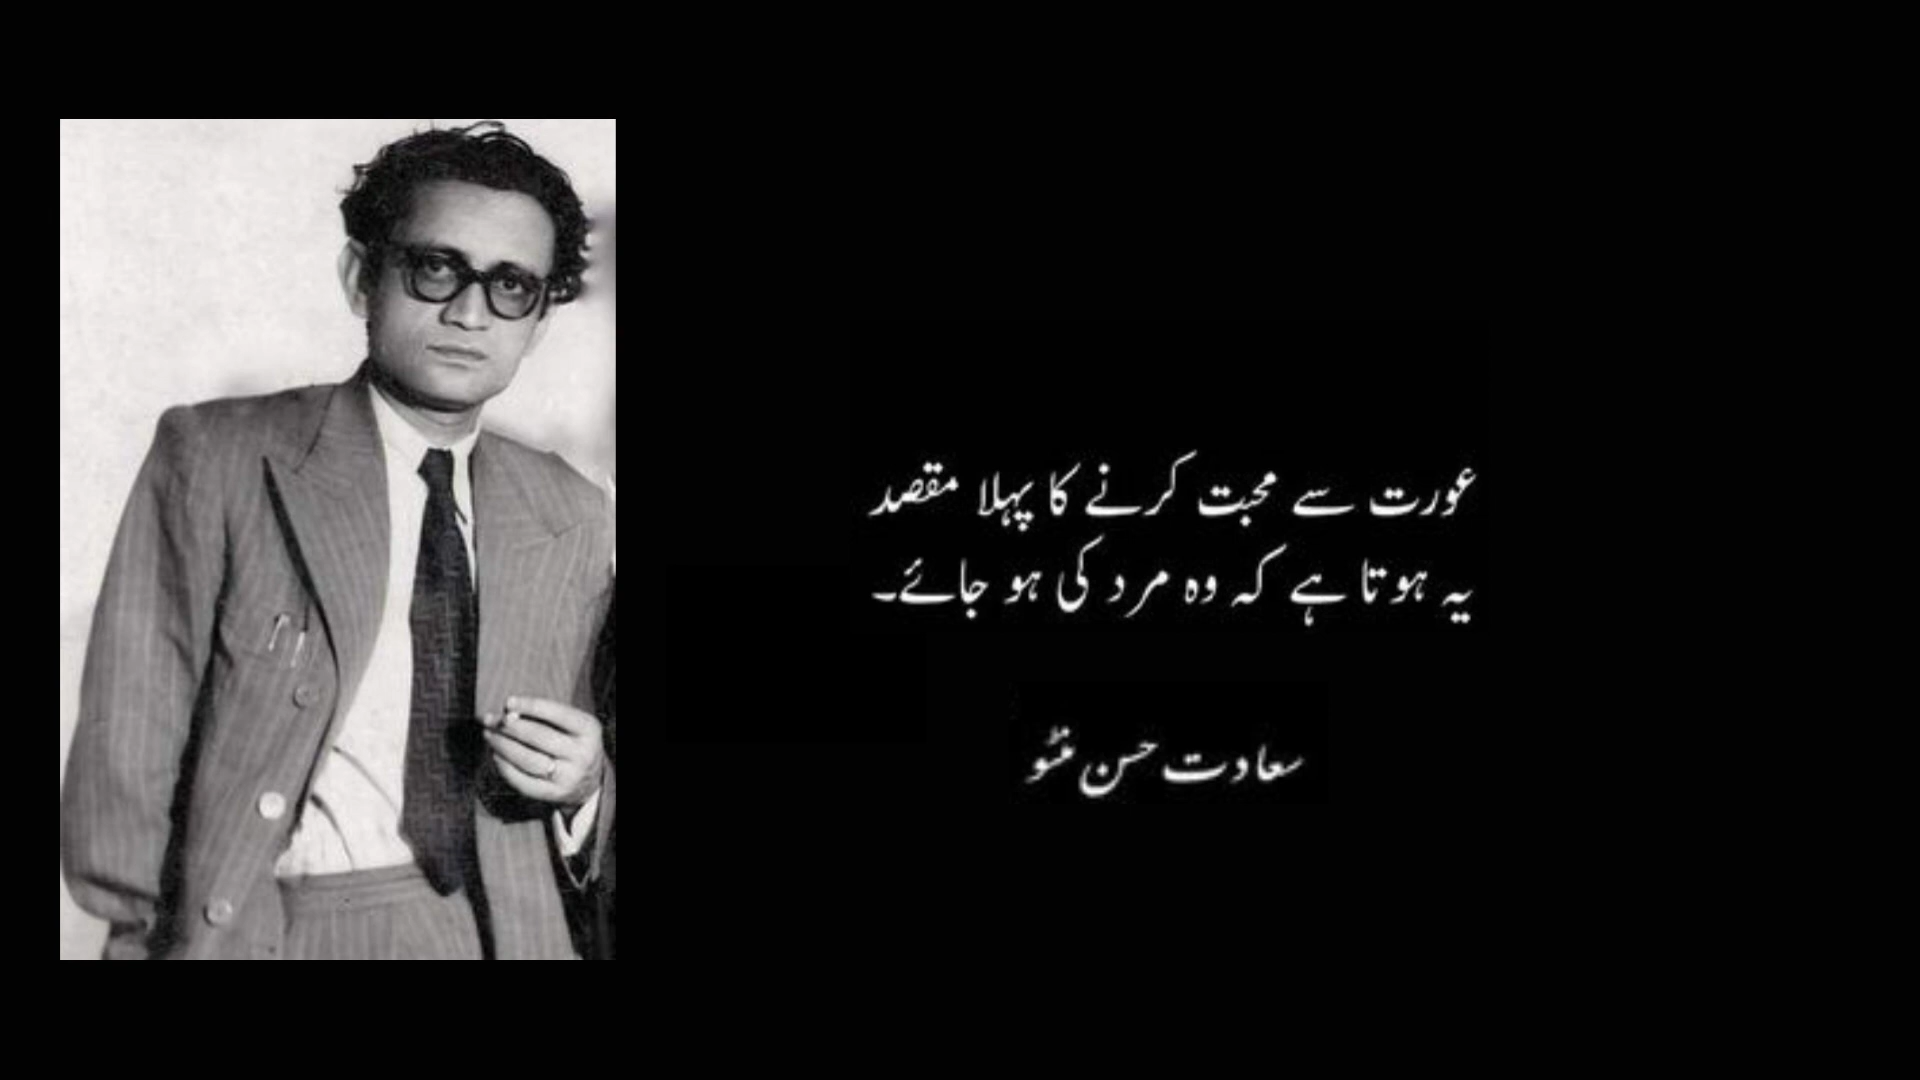 عورت سے محبت کرنے کا پہلا مقصد
یہ ہوتا ہے کہ وہ مرد کی ہو جائے۔
سعادت حسن منٹو